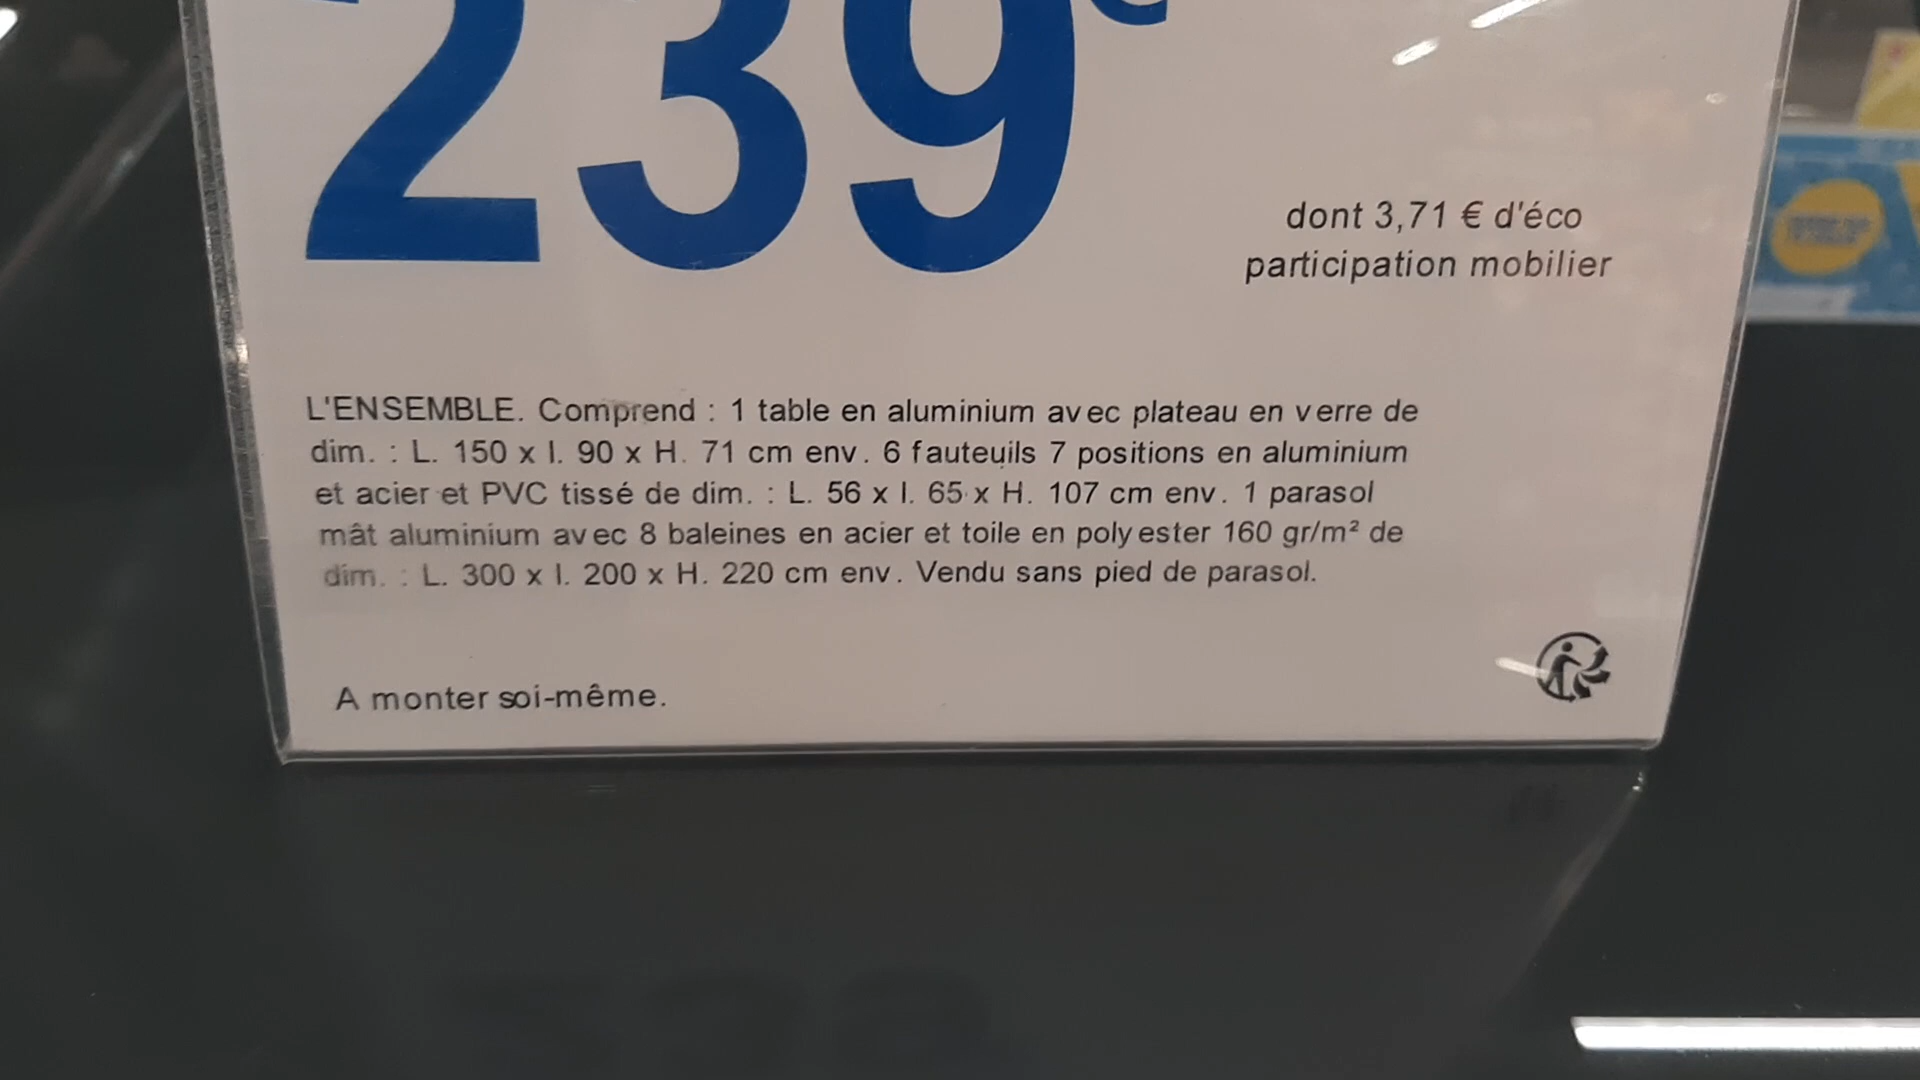 239€
dont 3,71 € d'éco
participation mobilier
L'ENSEMBLE. Comprend : 1 table en aluminium avec plateau en verre de
dim. : L. 150 x l. 90 x H. 71 cm env. 6 fauteuils 7 positions en aluminium
et acier et PVC tissé de dim. : L. 56 x l. 65 x H. 107 cm env. 1 parasol
mât aluminium avec 8 baleines en acier et toile en polyester 160 gr/m² de
dim. : L. 300 x l. 200 x H. 220 cm env. Vendu sans pied de parasol.
A monter soi-même.